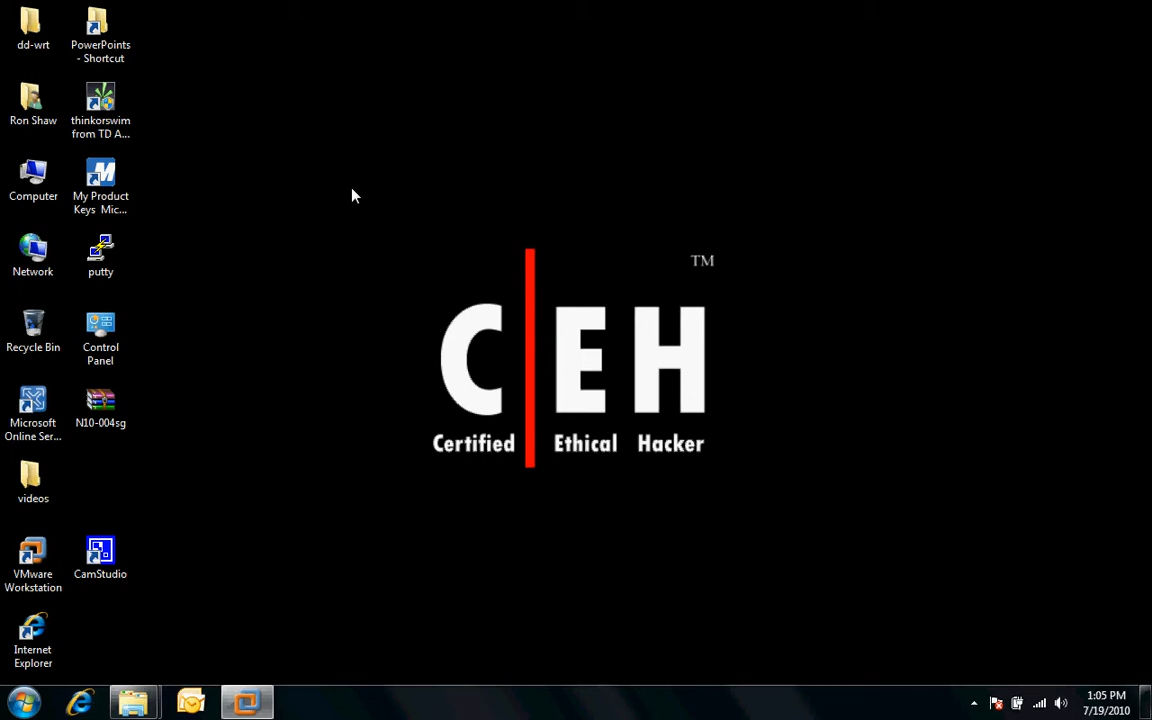 dd-wrt
PowerPoints
- Shortcut
Ron Shaw
thinkorswim
from TD A...
Computer
My Product
Keys Mic...
Network
putty
Recycle Bin
Control
Panel
Microsoft
Online Ser...
N10-004sg
videos
VMware
Workstation
CamStudio
Internet
Explorer
TM
C EH
Certified Ethical Hacker
1:05 PM
7/19/2010